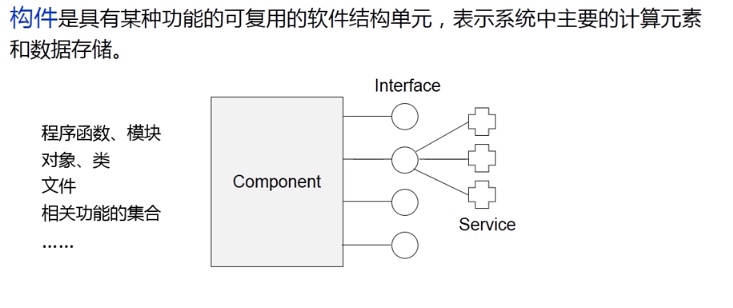 构件是具有某种功能的可复用的软件结构单元，表示系统中主要的计算元素
和数据存储。
Interface
程序函数、模块
对象、类
文件
相关功能的集合
……
Component
Service